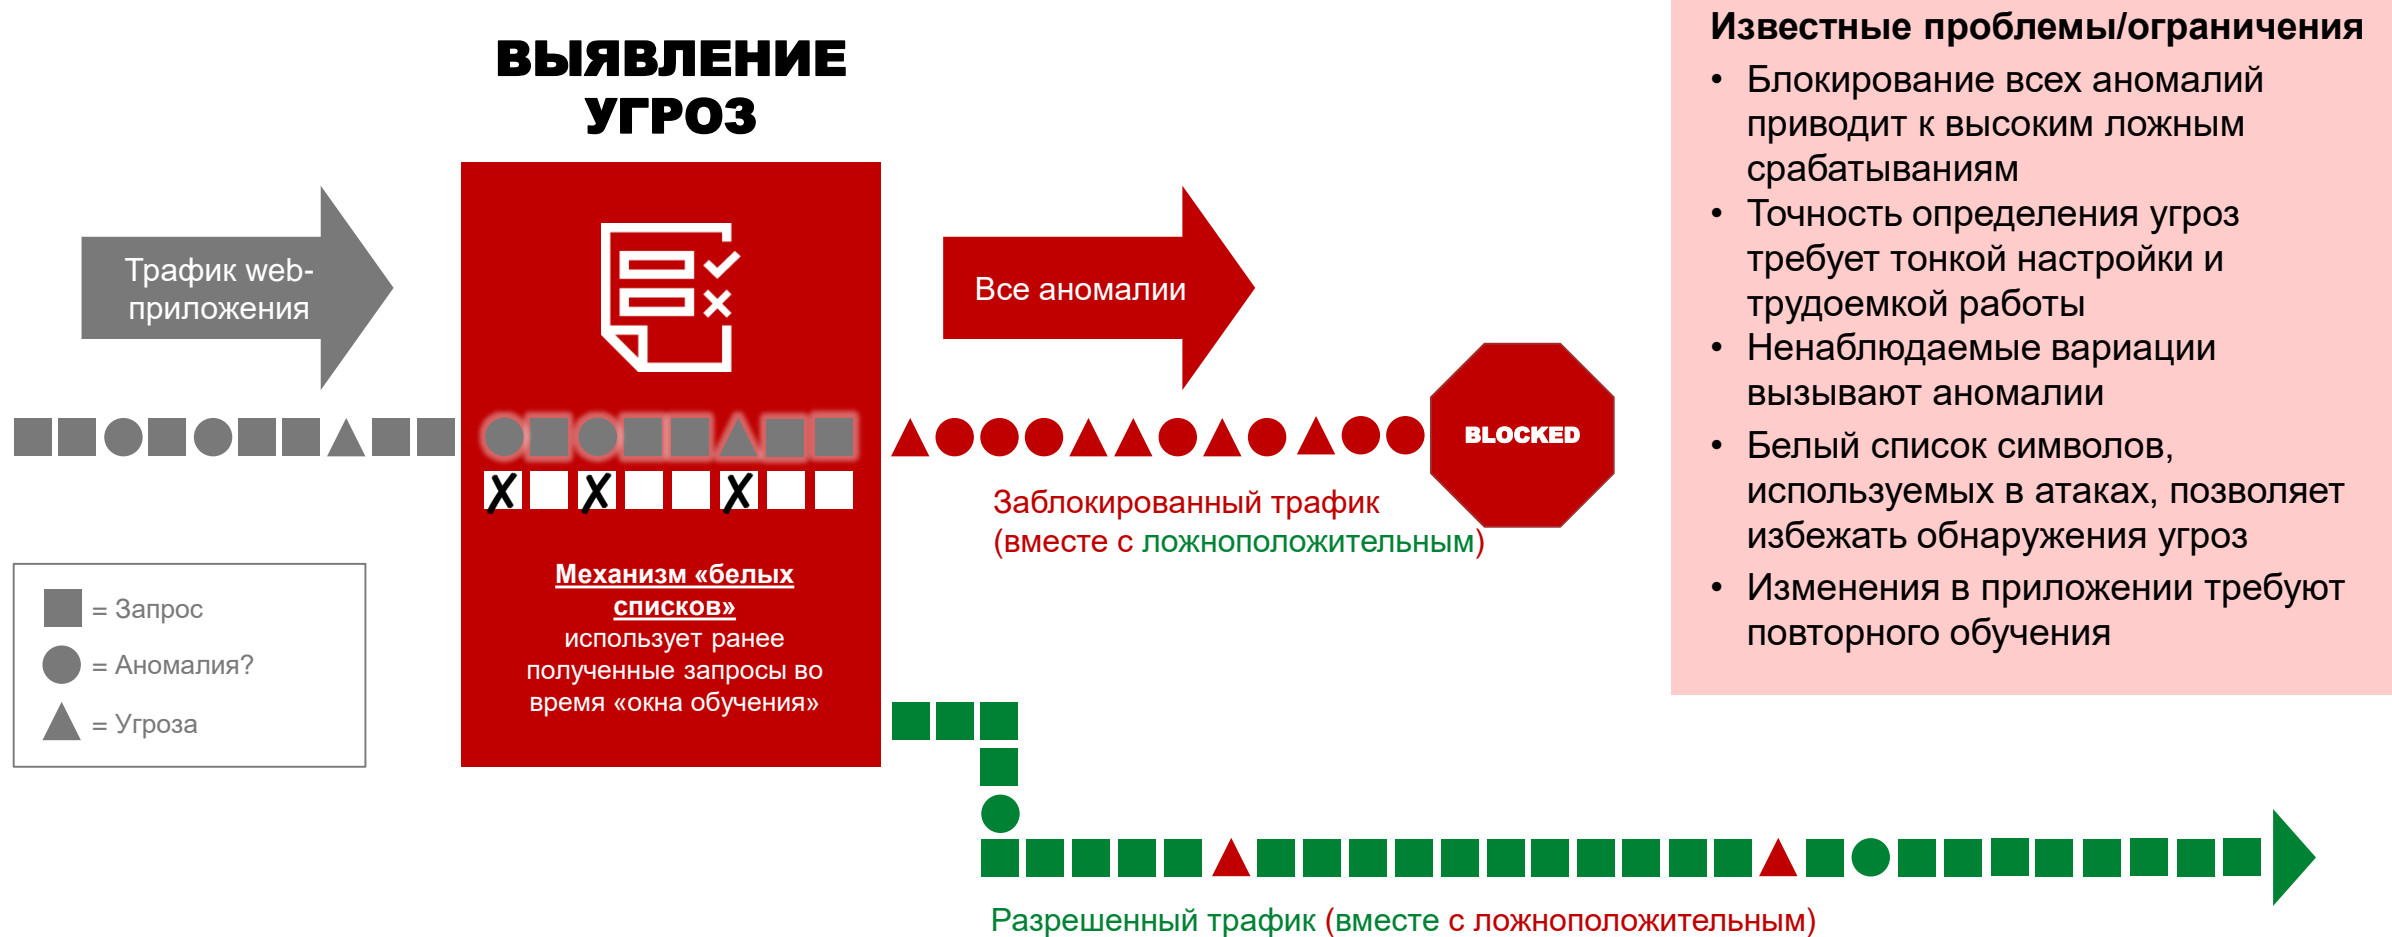 ВЫЯВЛЕНИЕ
УГРОЗ
Трафик web-
приложения
Все аномалии
BLOCKED
Заблокированный трафик
(вместе с ложноположительным)
= Запрос
= Аномалия?
= Угроза
Механизм «белых
списков»
использует ранее
полученные запросы во
время «окна обучения»
Разрешенный трафик (вместе с ложноположительным)
Известные проблемы/ограничения
• Блокирование всех аномалий
приводит к высоким ложным
срабатываниям
• Точность определения угроз
требует тонкой настройки и
трудоемкой работы
• Ненаблюдаемые вариации
вызывают аномалии
• Белый список символов,
используемых в атаках, позволяет
избежать обнаружения угроз
• Изменения в приложении требуют
повторного обучения